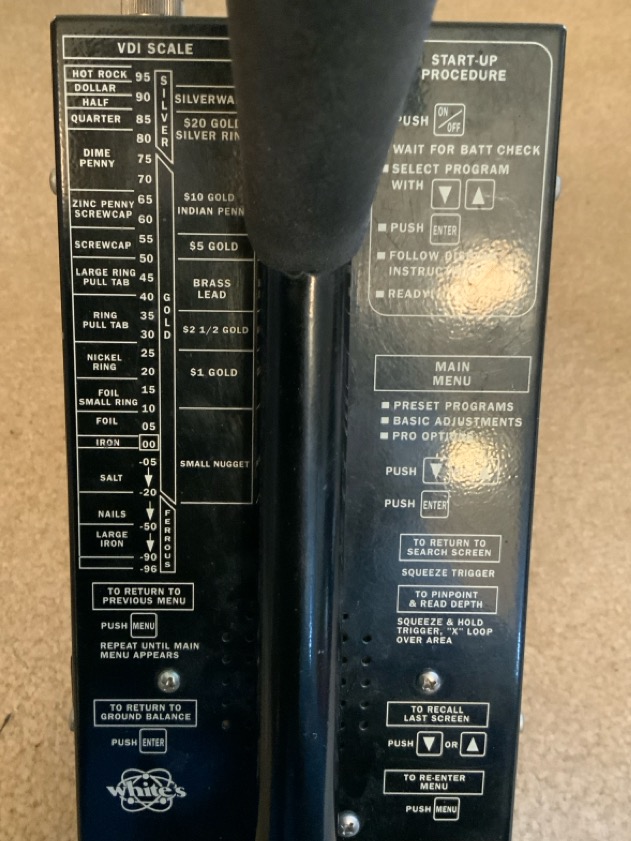 VDI SCALE
HOT ROCK 95
DOLLAR
HALF 90
QUARTER 85
80
DIME
PENNY
75
70
ZINC PENNY 65
SCREWCAP 60
SCREWCAP 55
50
LARGE RING
PULL TAB 45
40
RING 35
PULL TAB 30
NICKEL 25
RING 20
FOIL 15
SMALL RING 10
FOIL 05
IRON 00
-05
SALT
-20
NAILS
-50
LARGE
IRON
-90
-96
SILVER
GOLD
FERROUS
$20
SILVER
$10 GOLD
INDIAN
$5 GOLD
BRASS
LEAD
$2 1/2 GOLD
$1 GOLD
SMALL NUGGET
TO RETURN TO
PREVIOUS MENU
PUSH MENU
REPEAT UNTIL MAIN
MENU APPEARS
TO RETURN TO
GROUND BALANCE
PUSH ENTER
white's
START-UP
PROCEDURE
PUSH ON/OFF
WAIT FOR BATT CHECK
SELECT PROGRAM
WITH
PUSH ENTER
FOLLOW
READY
MAIN
MENU
PRESET PROGRAMS
BASIC ADJUSTMENTS
PRO OPTIONS
PUSH
PUSH ENTER
TO RETURN TO
SEARCH SCREEN
SQUEEZE TRIGGER
TO PINPOINT
& READ DEPTH
SQUEEZE & HOLD
TRIGGER, "X" LOOP
OVER AREA
TO RECALL
LAST SCREEN
PUSH OR
TO RE-ENTER
MENU
PUSH MENU